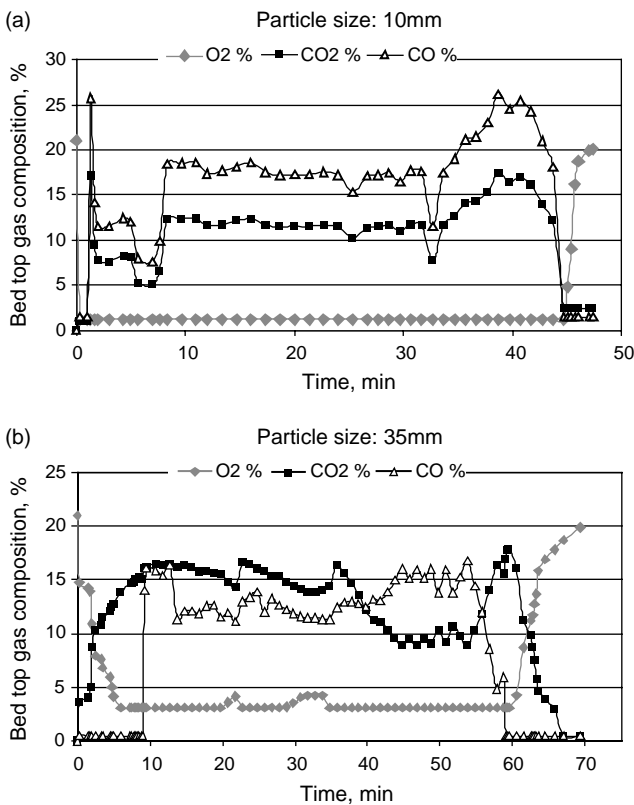 (a)
Particle size: 10mm
O2 % CO2 % CO %
Bed top gas composition, %
30
25
20
15
10
5
0
0 10 20 30 40 50
Time, min
(b)
Particle size: 35mm
O2 % CO2 % CO %
Bed top gas composition, %
25
20
15
10
5
0
0 10 20 30 40 50 60 70
Time, min